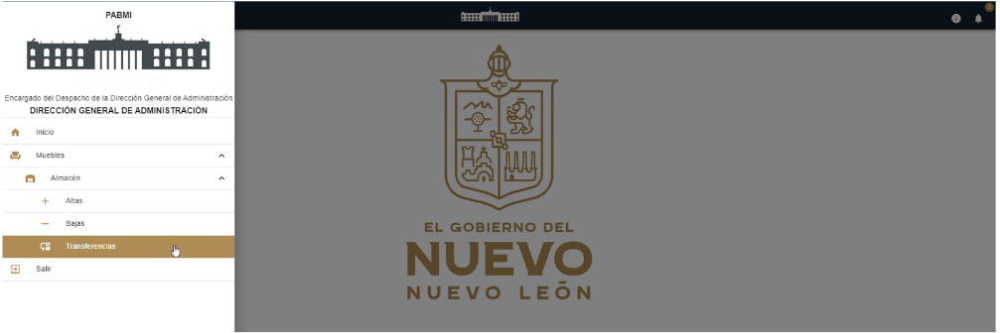 PABMI
Encargado del Despacho de la Dirección General de Administración
DIRECCIÓN GENERAL DE ADMINISTRACIÓN
Inicio
Muebles
Almacén
Altas
Bajas
Transferencias
Salir
EL GOBIERNO DEL
NUEVO
NUEVO LEÓN